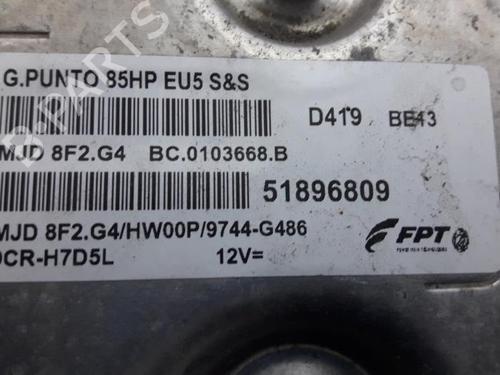 G.PUNTO 85HP EU5 S&S
D419 BE43
MJD 8F2.G4 BC.0103668.B
51896809
MJD 8F2.G4/HW00P/9744-G486
DCR-H7D5L 12V=
FPT